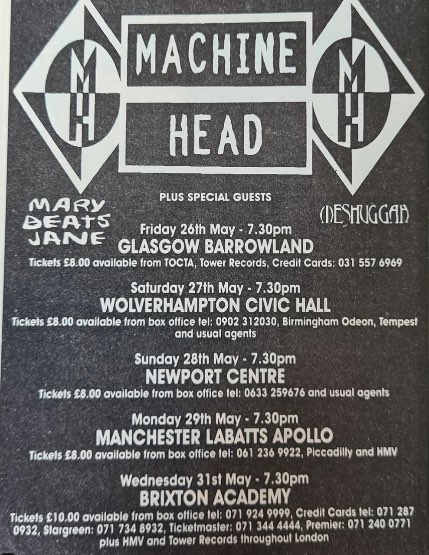 MH
MACHINE
HEAD
MH
PLUS SPECIAL GUESTS
MARY
BEATS
JANE
MESHUGGAH
Friday 26th May - 7.30pm
GLASGOW BARROWLAND
Tickets £8.00 available from TOCTA, Tower Records, Credit Cards: 031 557 6969
Saturday 27th May - 7.30pm
WOLVERHAMPTON CIVIC HALL
Tickets £8.00 available from box office tel: 0902 312030, Birmingham Odeon, Tempest
and usual agents
Sunday 28th May - 7.30pm
NEWPORT CENTRE
Tickets £8.00 available from box office tel: 0633 259676 and usual agents
Monday 29th May - 7.30pm
MANCHESTER LABATTS APOLLO
Tickets £8.00 available from box office tel: 061 236 9922, Piccadilly and HMV
Wednesday 31st May - 7.30pm
BRIXTON ACADEMY
Tickets £10.00 available from box office tel: 071 924 9999, Credit Cards tel: 071 287
0932, Stargreen: 071 734 8932, Ticketmaster: 071 344 4444, Premier: 071 240 0771
plus HMV and Tower Records throughout London